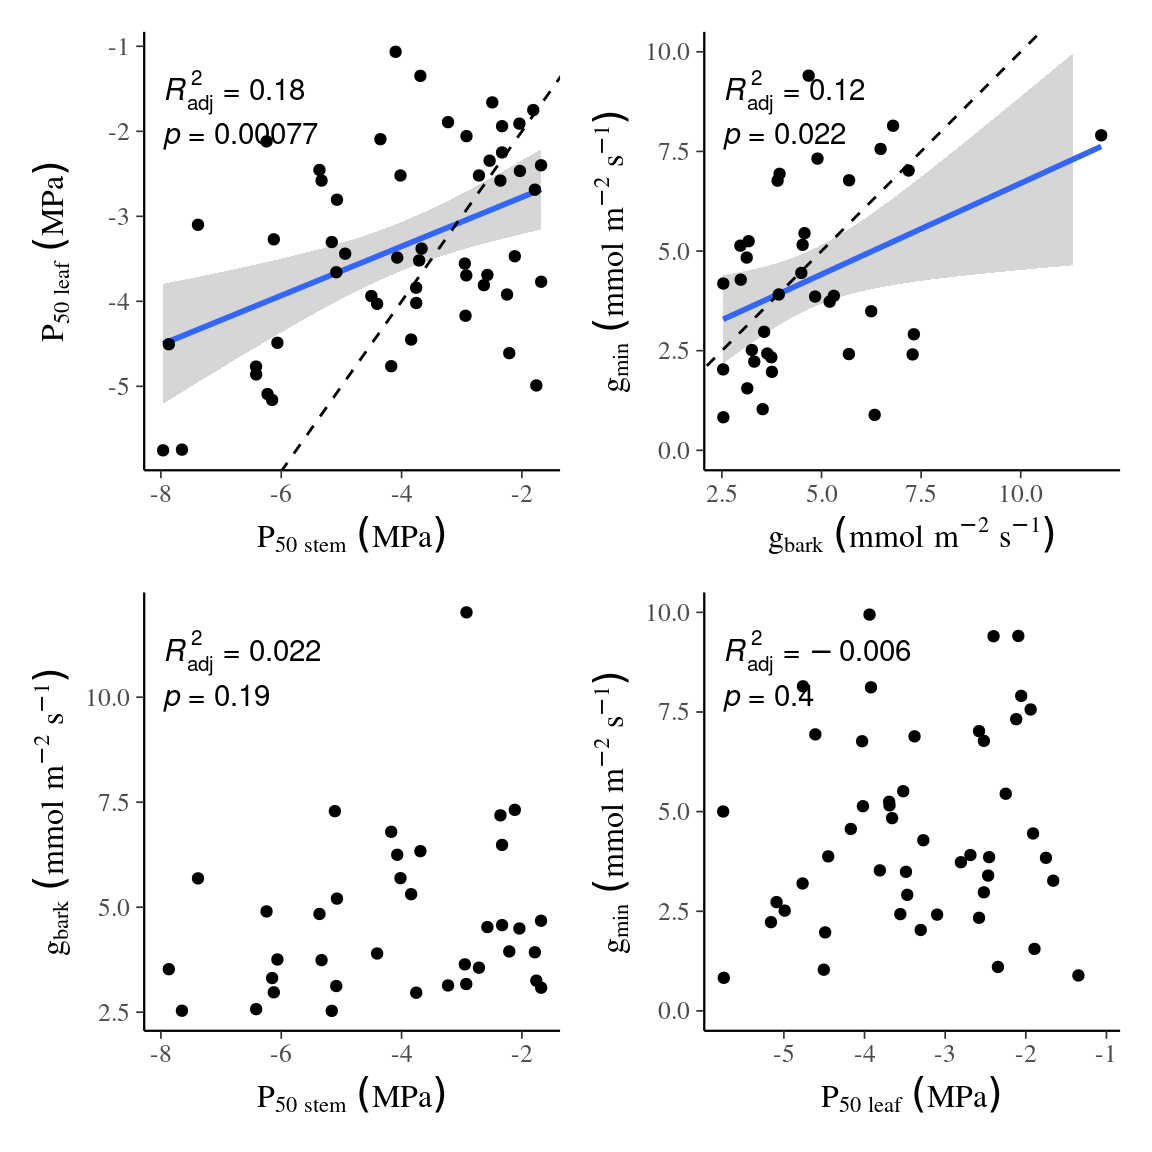 R²adj = 0.18
p = 0.00077
-1
-2
-3
-4
-5
-8 -6 -4 -2
P50 leaf (MPa)
P50 stem (MPa)
R²adj = 0.12
p = 0.022
10.0
7.5
5.0
2.5
0.0
2.5 5.0 7.5 10.0
gmin (mmol m−2 s−1)
gbark (mmol m−2 s−1)
R²adj = 0.022
p = 0.19
10.0
7.5
5.0
2.5
-8 -6 -4 -2
gbark (mmol m−2 s−1)
P50 stem (MPa)
R²adj = − 0.006
p = 0.4
10.0
7.5
5.0
2.5
0.0
-5 -4 -3 -2 -1
gmin (mmol m−2 s−1)
P50 leaf (MPa)